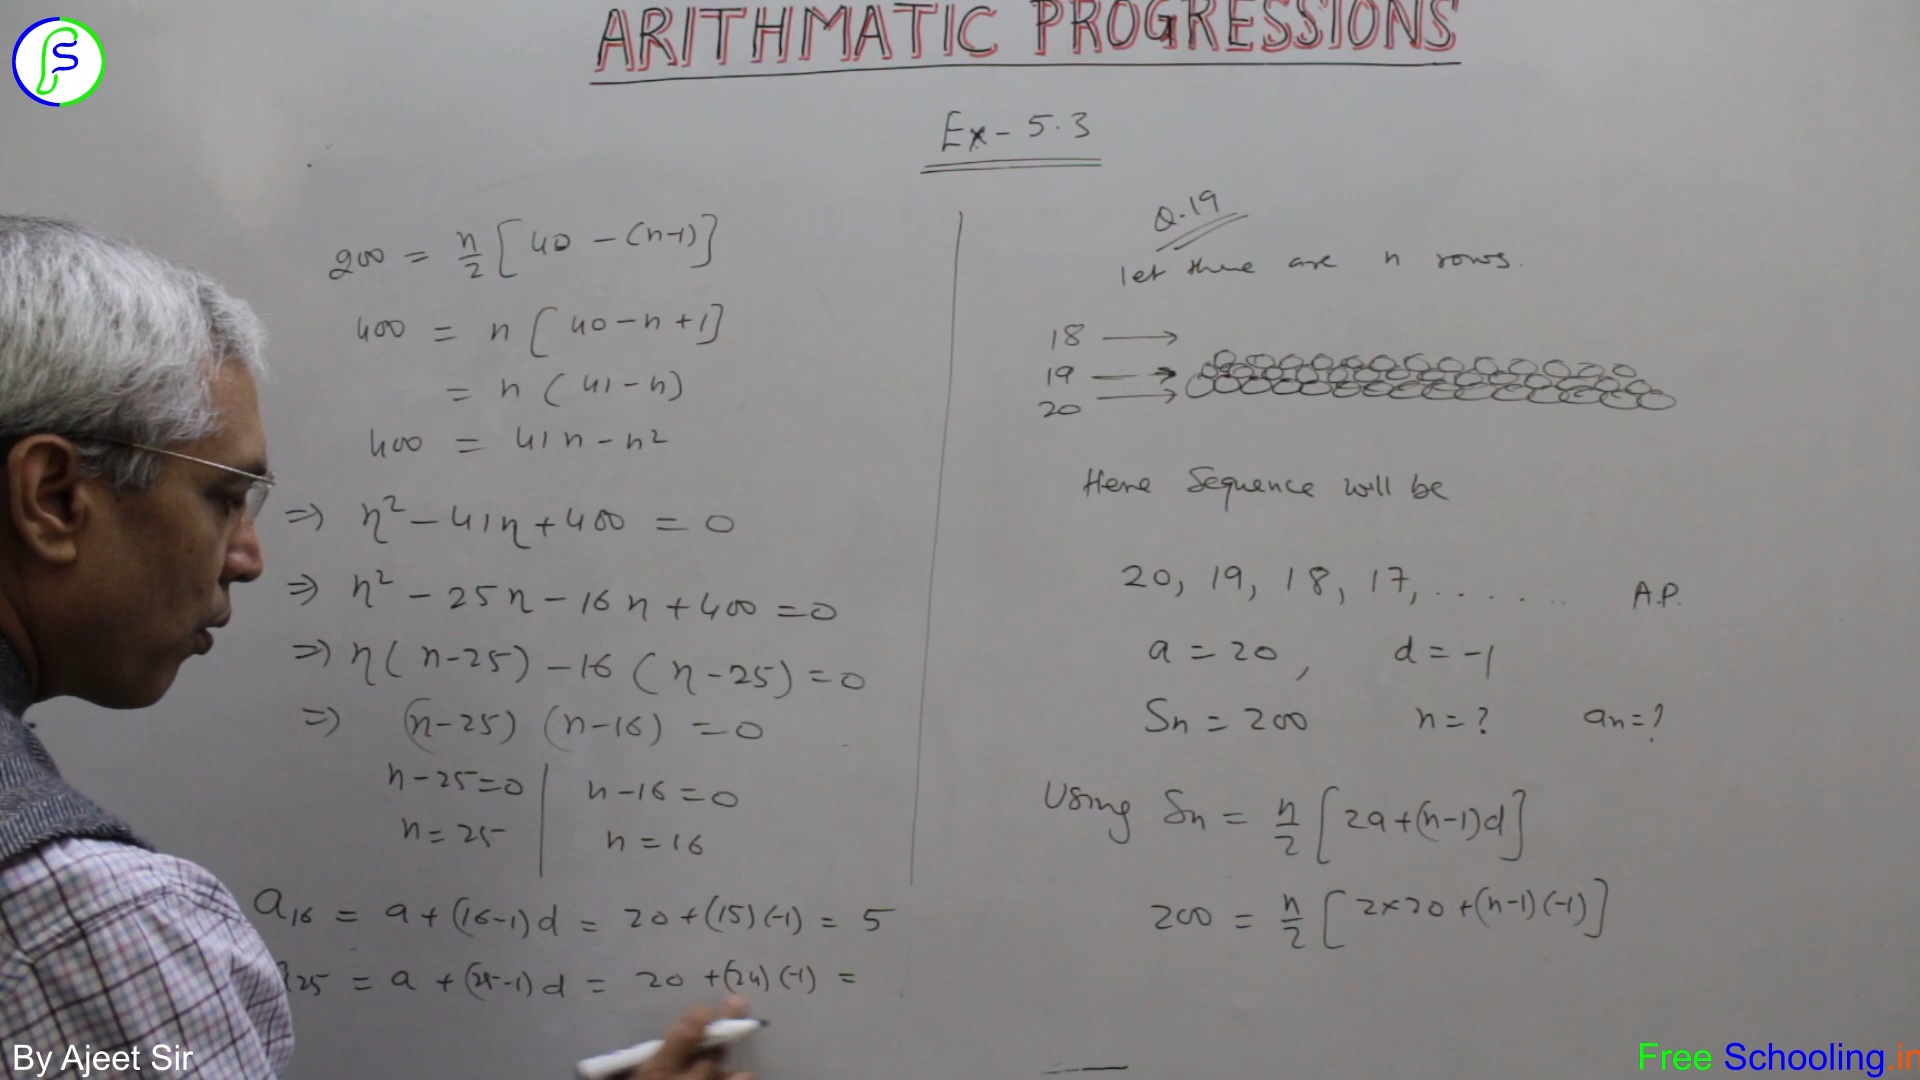 ARITHMATIC PROGRESSIONS
Ex - 5.3
200 = n/2 [40 - (n-1)]
400 = n [40 - n + 1]
= n (41 - n)
400 = 41n - n²
⇒ n² - 41n + 400 = 0
⇒ n² - 25n - 16n + 400 = 0
⇒ n(n-25) - 16(n-25) = 0
⇒ (n-25) (n-16) = 0
n - 25 = 0 | n - 16 = 0
n = 25 | n = 16
a₁₆ = a + (16-1)d = 20 + (15)(-1) = 5
₂₅ = a + (25-1)d = 20 + (24)(-1) =
Q.19
let there are n rows.
18 →
19 →
20 →
Here Sequence will be
20, 19, 18, 17, ...... A.P.
a = 20, d = -1
Sn = 200 n = ? an = ?
Using Sn = n/2 [2a + (n-1)d]
200 = n/2 [2×20 + (n-1)(-1)]
By Ajeet Sir
Free Schooling.in